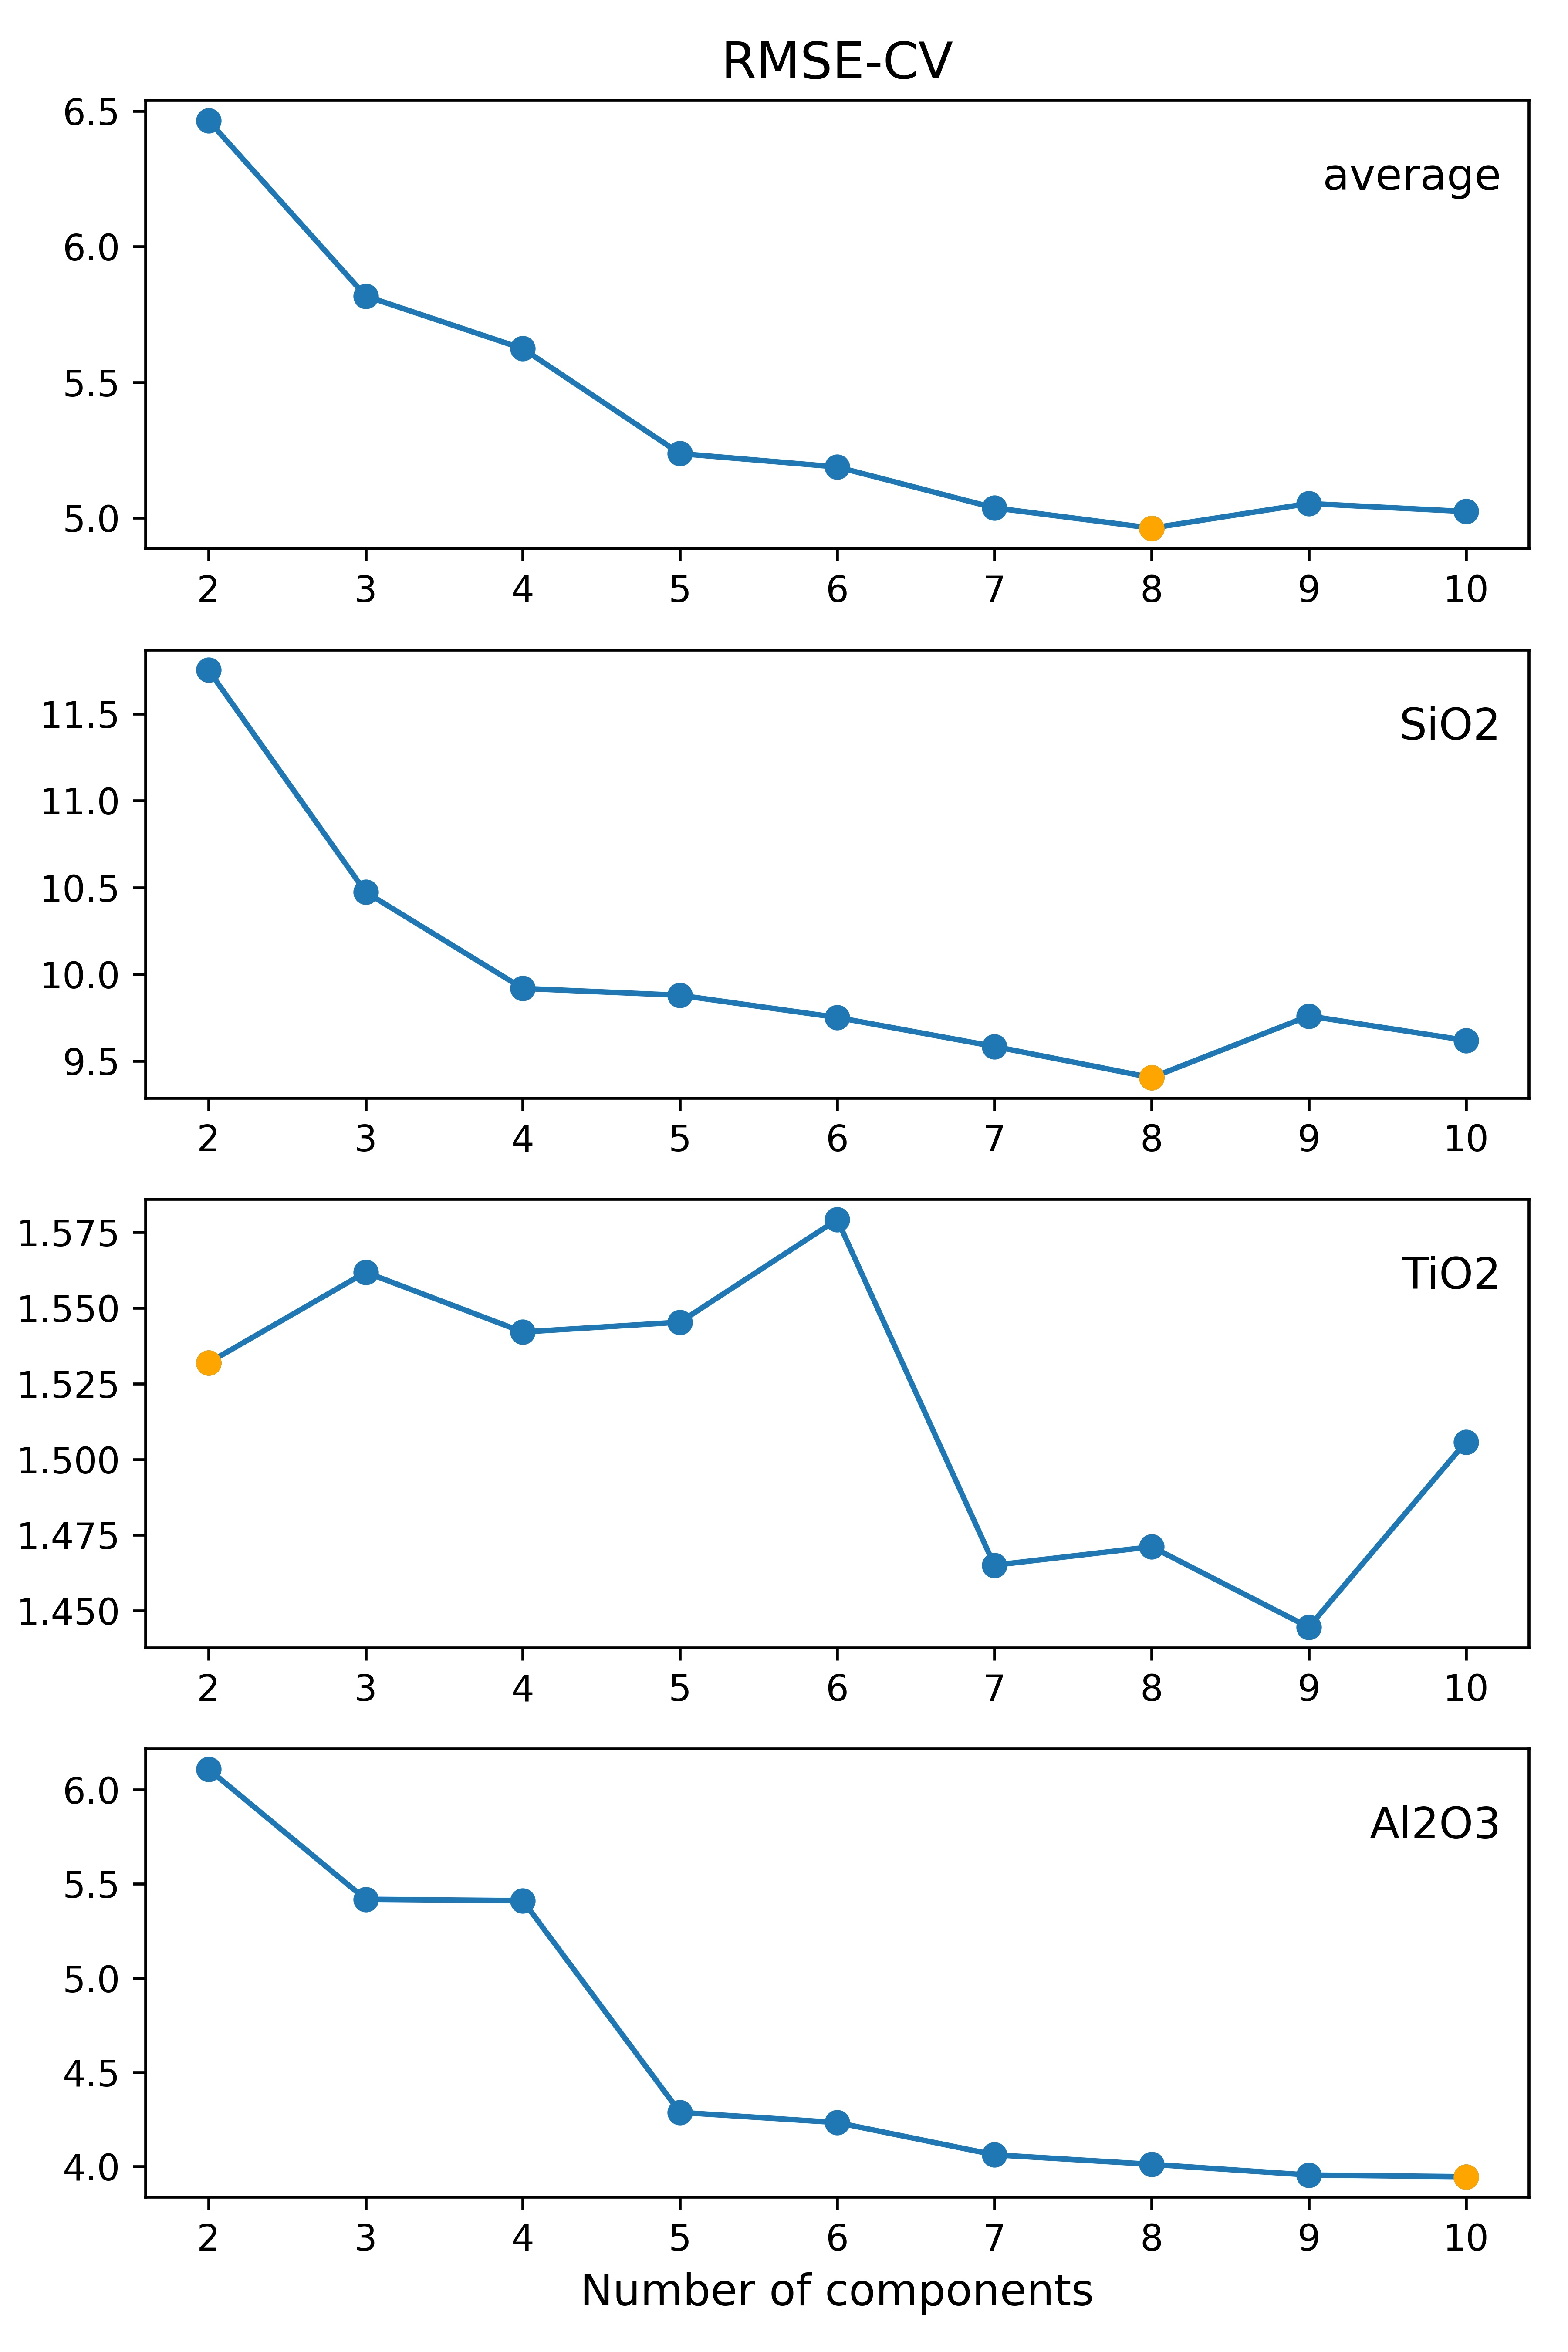 RMSE-CV
6.5
6.0
5.5
5.0
average
2 3 4 5 6 7 8 9 10
11.5
11.0
10.5
10.0
9.5
SiO2
2 3 4 5 6 7 8 9 10
1.575
1.550
1.525
1.500
1.475
1.450
TiO2
2 3 4 5 6 7 8 9 10
6.0
5.5
5.0
4.5
4.0
Al2O3
2 3 4 5 6 7 8 9 10
Number of components